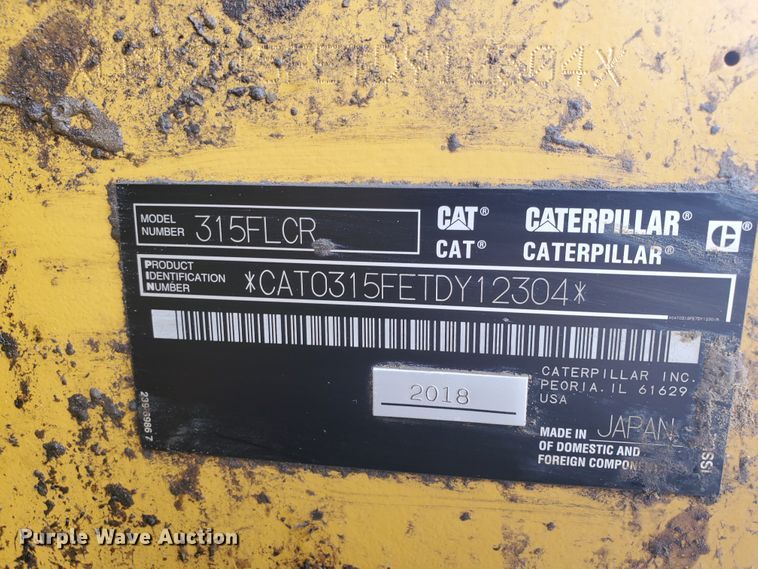 MODEL NUMBER 315FLCR
CAT® CATERPILLAR®
CAT® CATERPILLAR®
PRODUCT IDENTIFICATION NUMBER *CAT0315FETDY12304*
CATERPILLAR INC.
PEORIA, IL 61629
USA
2018
MADE IN JAPAN
OF DOMESTIC AND
FOREIGN
Purple Wave Auction